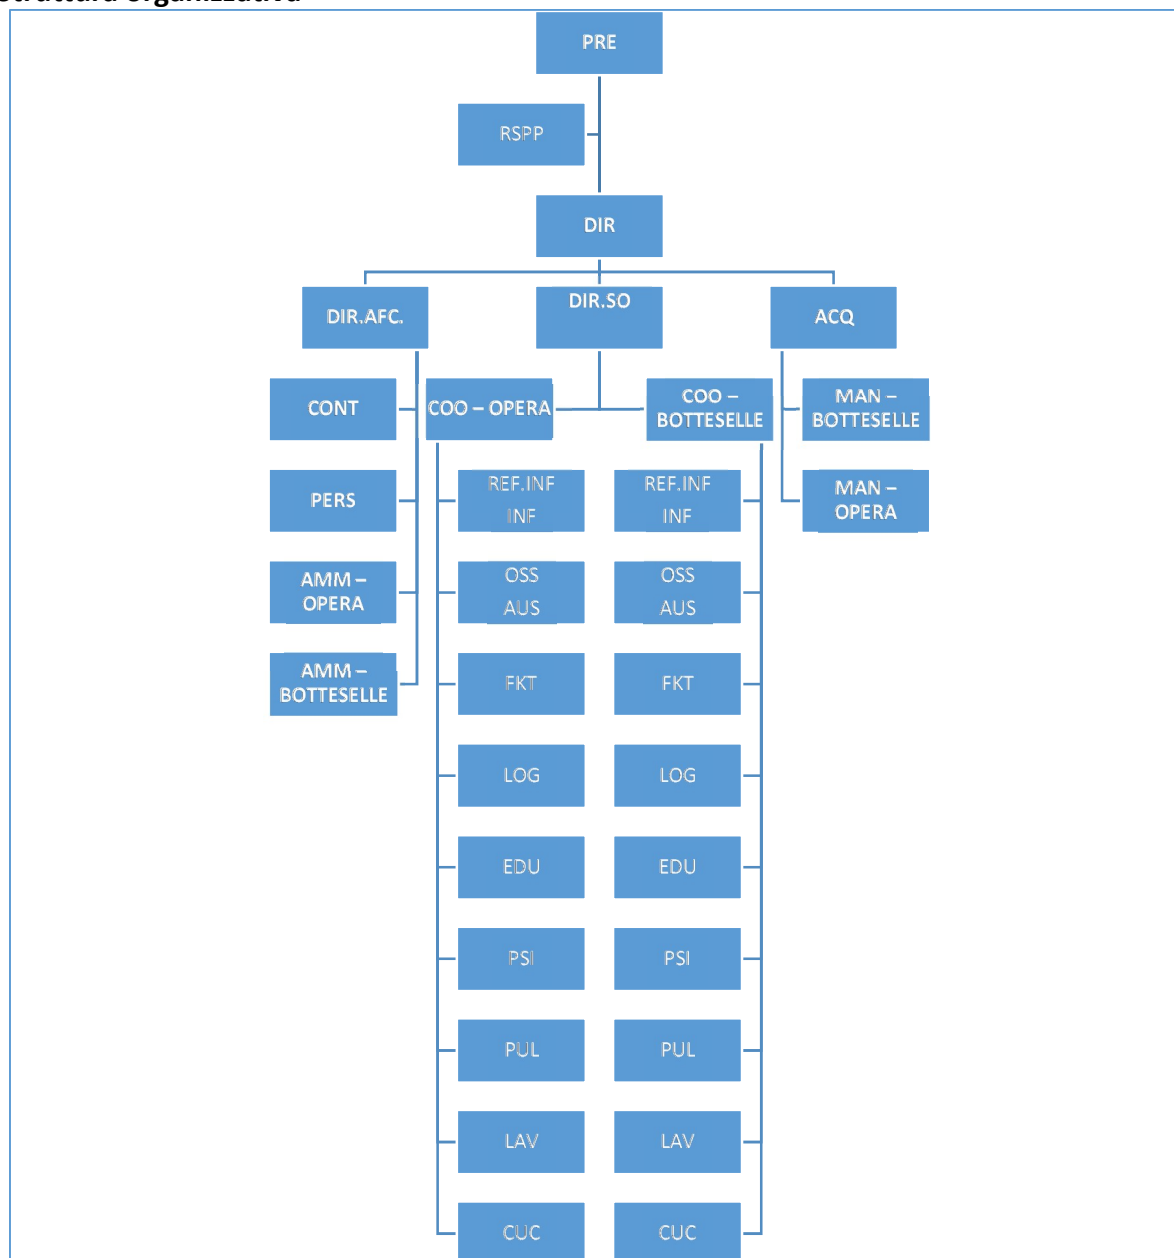 Struttura organizzativa
PRE
RSPP
DIR
DIR.AFC.
DIR.SO
ACQ
CONT
COO – OPERA
COO –
BOTTESELLE
MAN –
BOTTESELLE
PERS
REF.INF
INF
REF.INF
INF
MAN –
OPERA
AMM –
OPERA
OSS
AUS
OSS
AUS
AMM –
BOTTESELLE
FKT
FKT
LOG
LOG
EDU
EDU
PSI
PSI
PUL
PUL
LAV
LAV
CUC
CUC